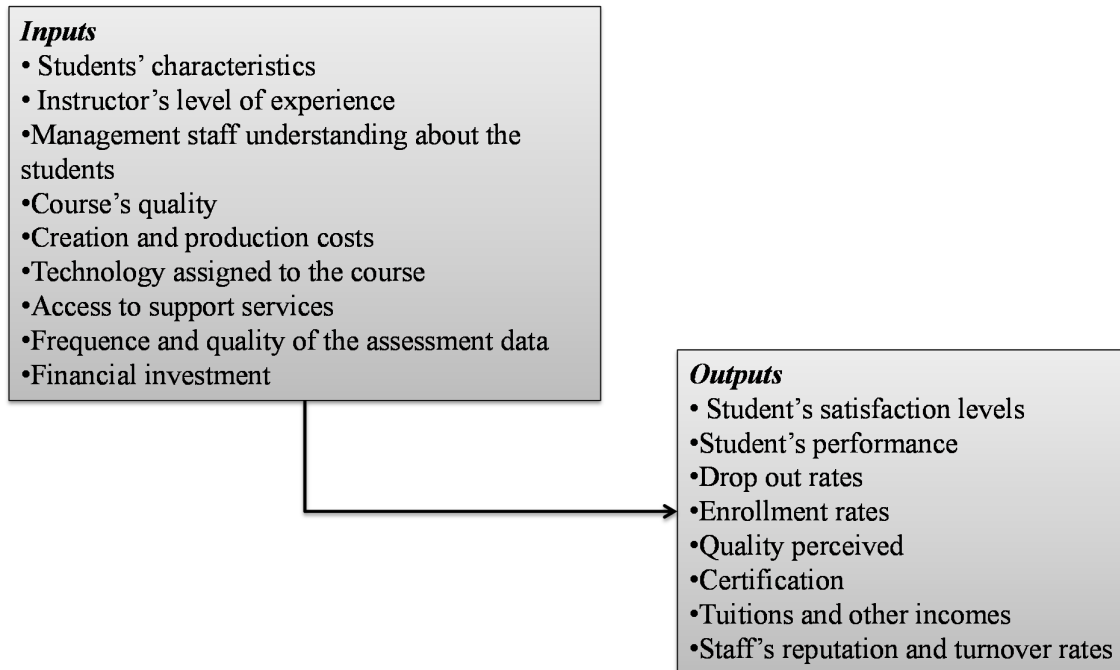 Inputs
• Students’ characteristics
• Instructor’s level of experience
•Management staff understanding about the
students
•Course’s quality
•Creation and production costs
•Technology assigned to the course
•Access to support services
•Frequence and quality of the assessment data
•Financial investment
Outputs
• Student’s satisfaction levels
•Student’s performance
•Drop out rates
•Enrollment rates
•Quality perceived
•Certification
•Tuitions and other incomes
•Staff’s reputation and turnover rates